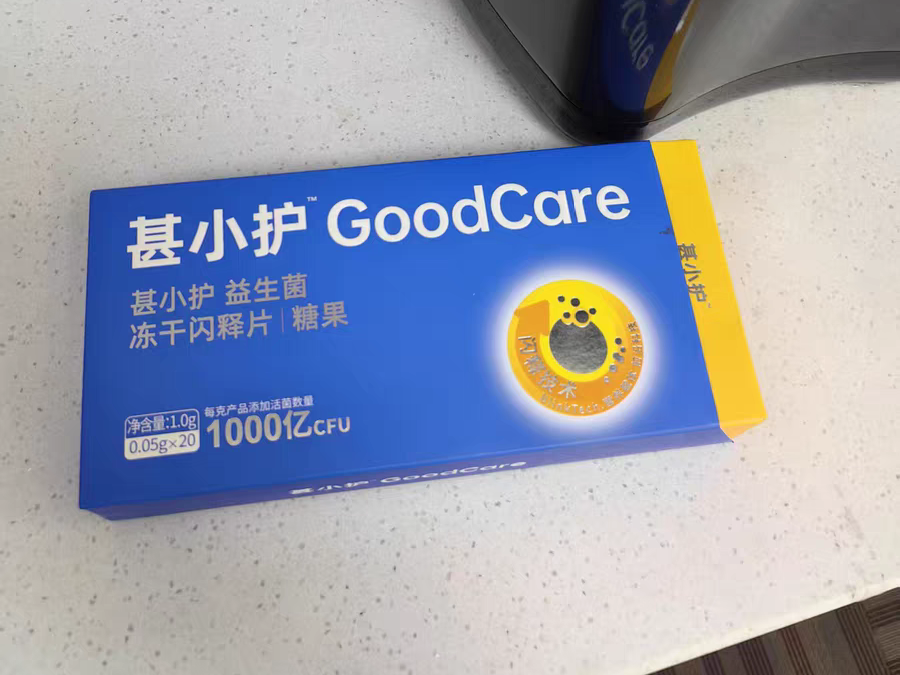 甚小护™ GoodCare
甚小护 益生菌
冻干闪释片 | 糖果
净含量:1.0g
0.05g×20
每克产品添加活菌数量
1000亿CFU
闪释技术
BlinkTech
甚小护™
甚小护™ GoodCare